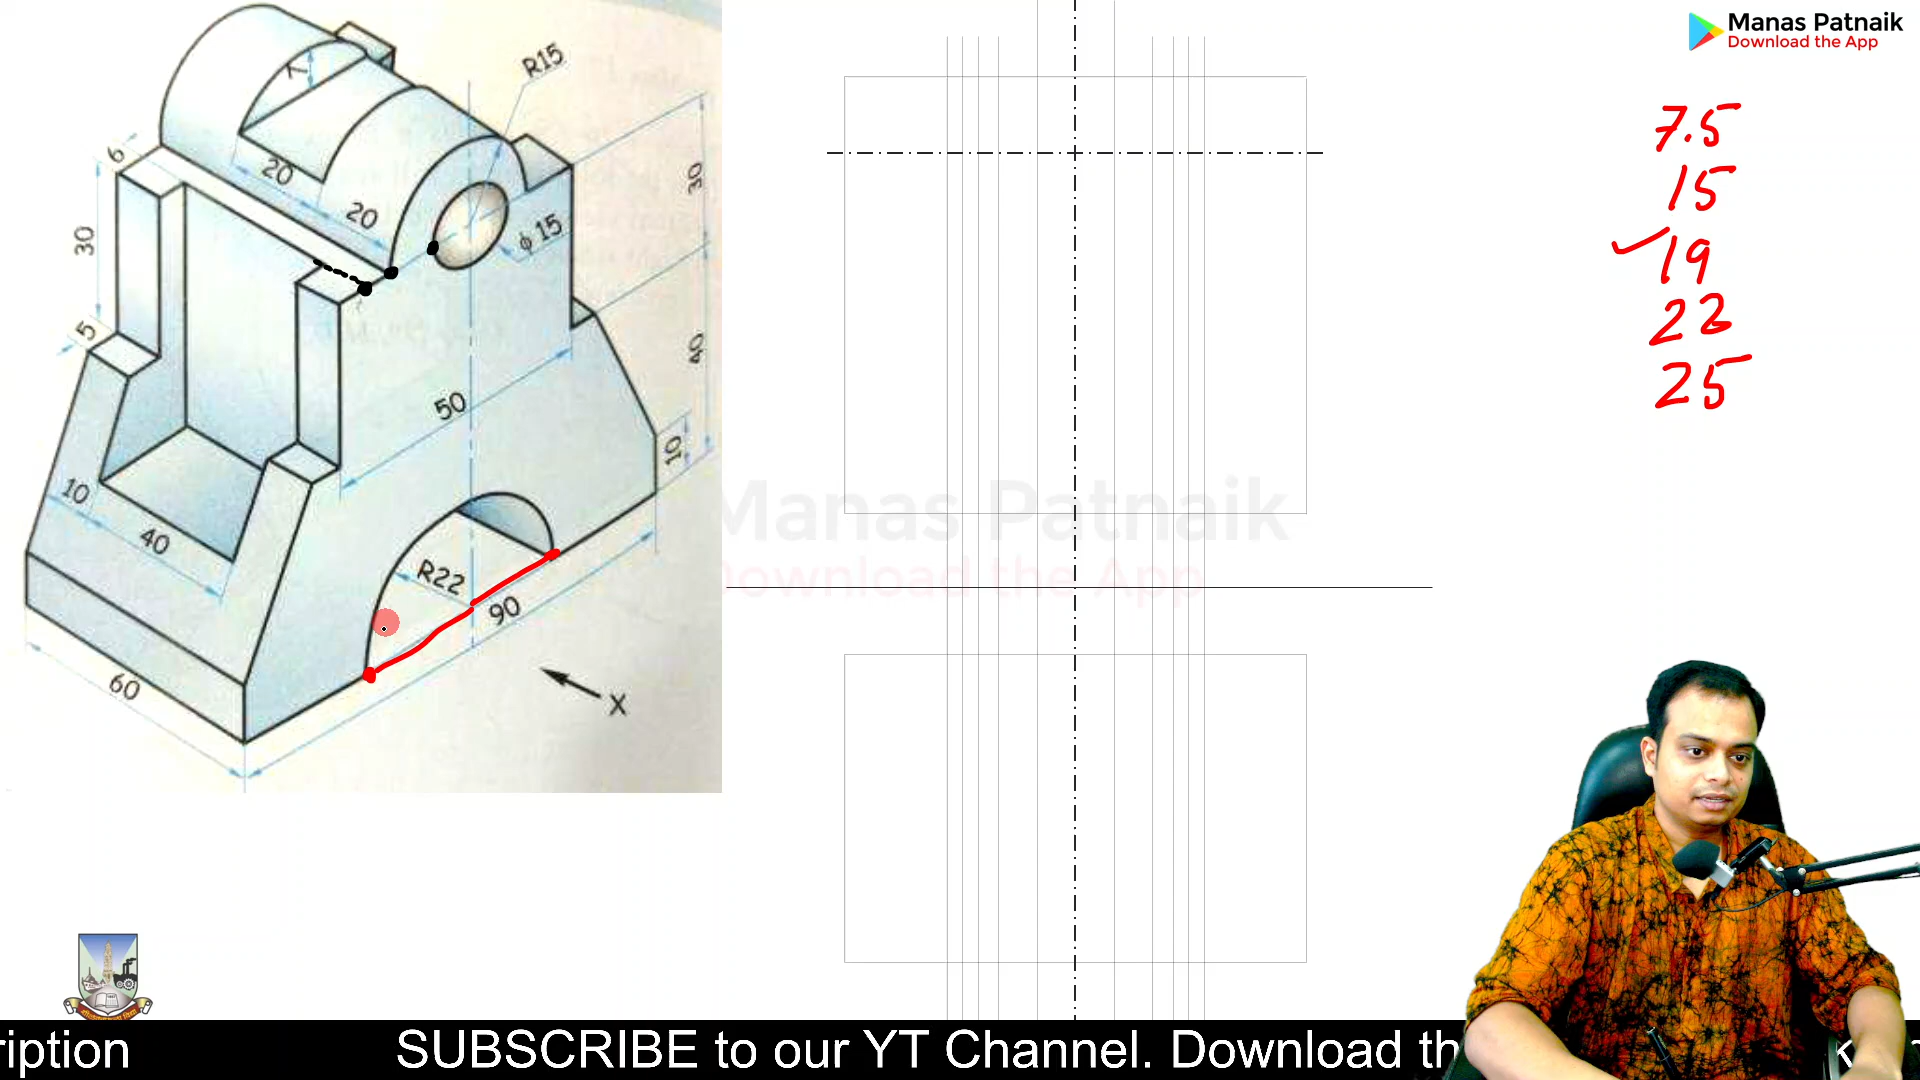 Manas Patnaik
Download the App
R15
7
6
20
20
30
30
φ 15
5
40
50
10
10
40
R22
90
60
X
7.5
15
19
22
25
Manas Patnaik
Download the App
ription
SUBSCRIBE to our YT Channel. Download th